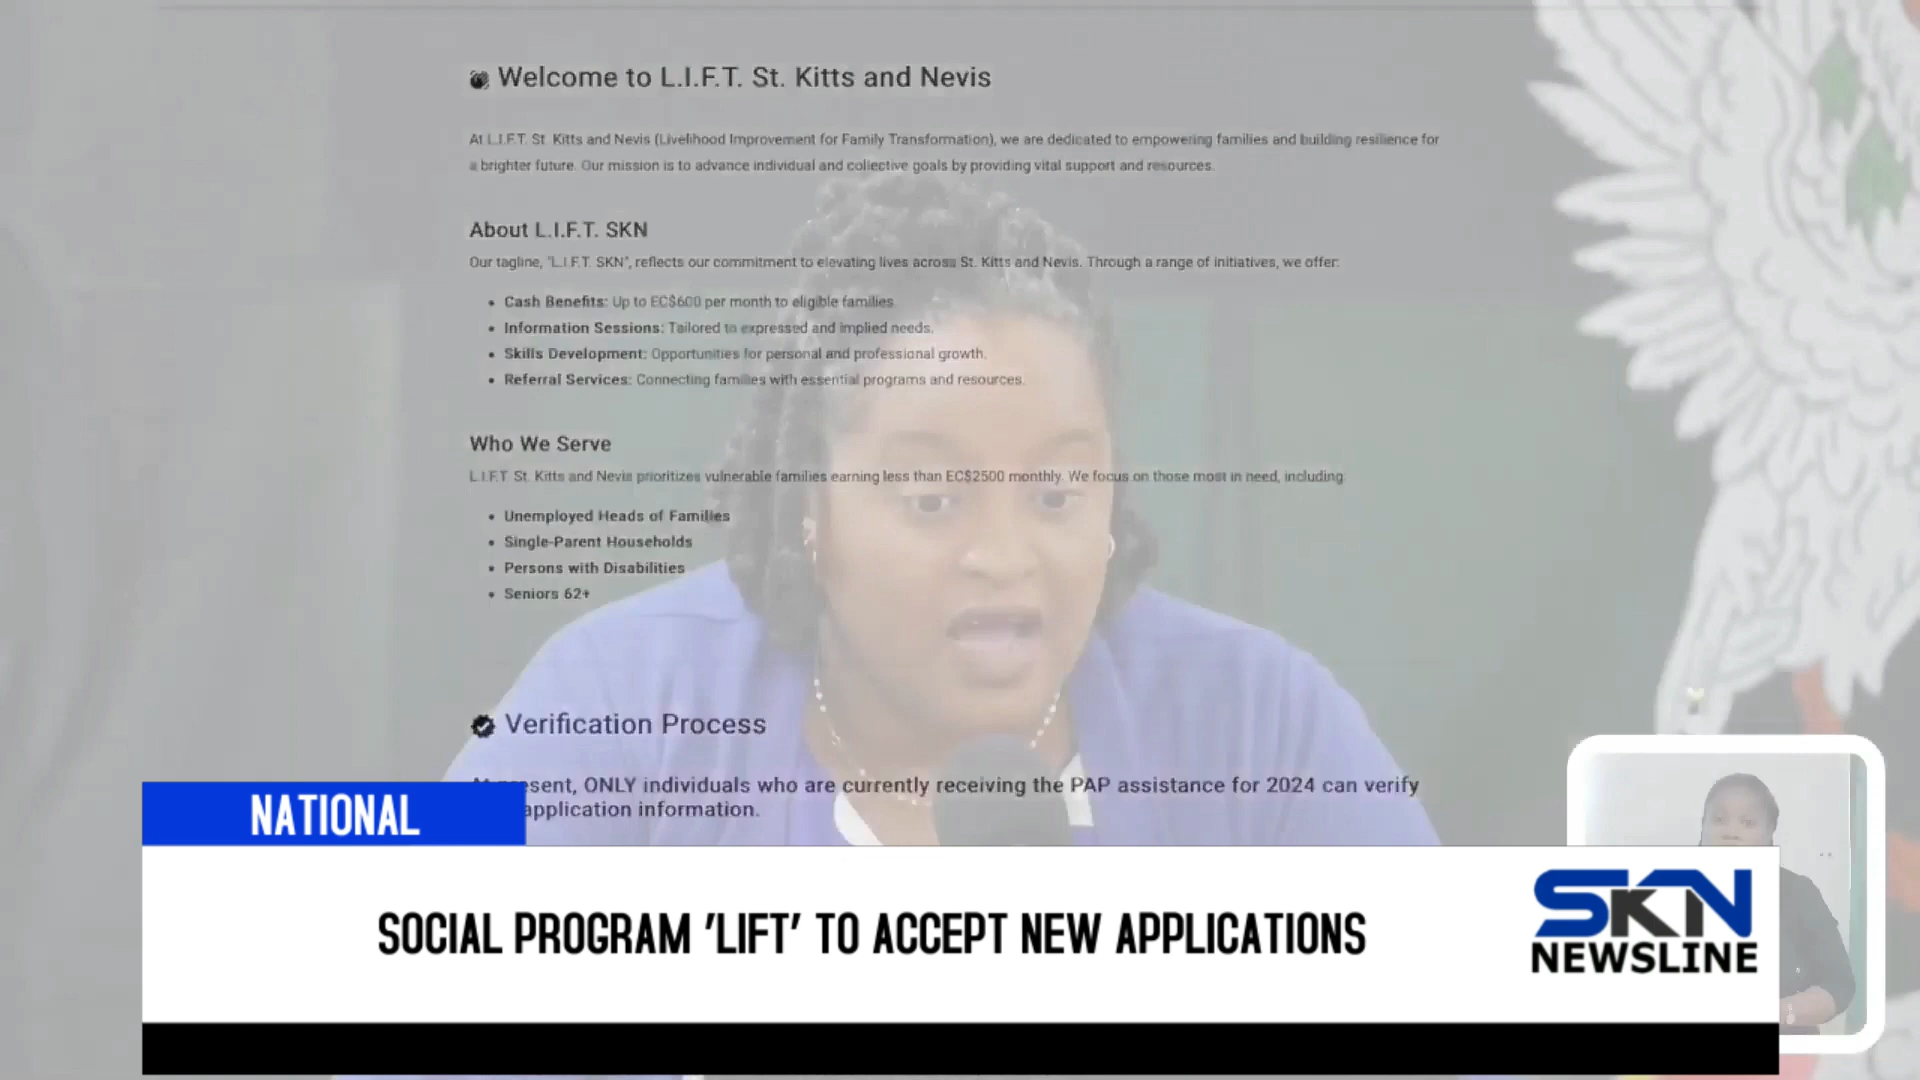 Welcome to L.I.F.T. St. Kitts and Nevis
At L.I.F.T. St. Kitts and Nevis (Livelihood Improvement for Family Transformation), we are dedicated to empowering families and building resilience for
a brighter future. Our mission is to advance individual and collective goals by providing vital support and resources.
About L.I.F.T. SKN
Our tagline, "L.I.F.T. SKN", reflects our commitment to elevating lives across St. Kitts and Nevis. Through a range of initiatives, we offer:
• Cash Benefits: Up to EC$600 per month to eligible families.
• Information Sessions: Tailored to expressed and implied needs.
• Skills Development: Opportunities for personal and professional growth.
• Referral Services: Connecting families with essential programs and resources.
Who We Serve
L.I.F.T St. Kitts and Nevis prioritizes vulnerable families earning less than EC$2500 monthly. We focus on those most in need, including:
• Unemployed Heads of Families
• Single-Parent Households
• Persons with Disabilities
• Seniors 62+
Verification Process
ONLY individuals who are currently receiving the PAP assistance for 2024 can verify
application information.
NATIONAL
SOCIAL PROGRAM 'LIFT' TO ACCEPT NEW APPLICATIONS
SKN
NEWSLINE